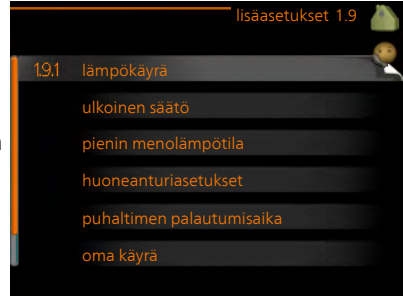 lisäasetukset 1.9
1.9.1 lämpökäyrä
ulkoinen säätö
pienin menolämpötila
huoneanturiasetukset
puhaltimen palautumisaika
oma käyrä